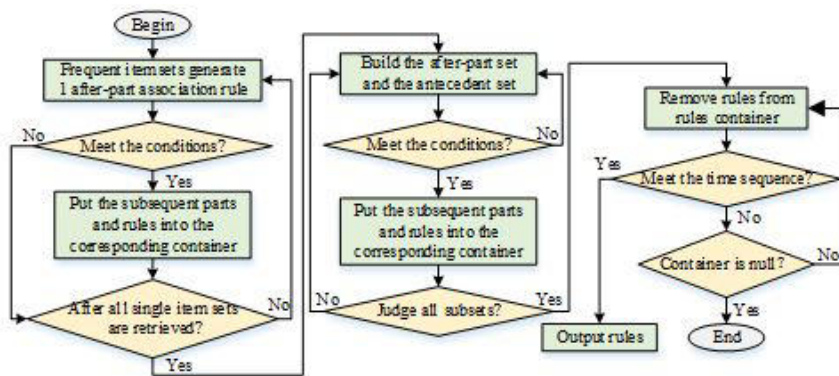 Begin
Frequent item sets generate
1 after-part association rule
No
Meet the conditions?
Yes
Put the subsequent parts
and rules into the
corresponding container
After all single item sets
are retrieved?
No
Yes
Build the after-part set
and the antecedent set
Meet the conditions?
No
Yes
Put the subsequent parts
and rules into the
corresponding container
No
Judge all subsets?
Yes
Remove rules from
rules container
Yes
Meet the time sequence?
No
Container is null?
No
Yes
Output rules
End